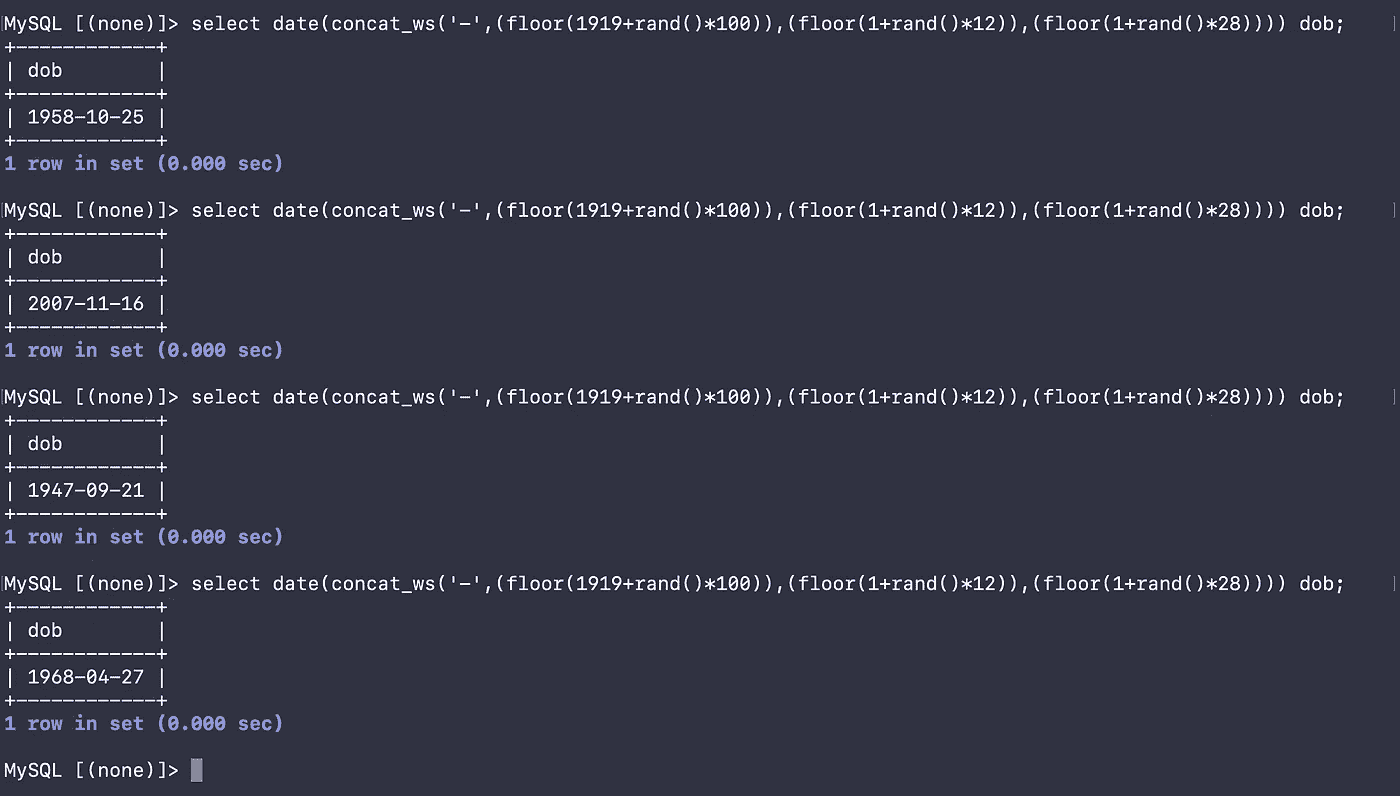 MySQL [(none)]> select date(concat_ws('-',(floor(1919+rand()*100)),(floor(1+rand()*12)),(floor(1+rand()*28)))) dob;
+------------+
| dob        |
+------------+
| 1958-10-25 |
+------------+
1 row in set (0.000 sec)

MySQL [(none)]> select date(concat_ws('-',(floor(1919+rand()*100)),(floor(1+rand()*12)),(floor(1+rand()*28)))) dob;
+------------+
| dob        |
+------------+
| 2007-11-16 |
+------------+
1 row in set (0.000 sec)

MySQL [(none)]> select date(concat_ws('-',(floor(1919+rand()*100)),(floor(1+rand()*12)),(floor(1+rand()*28)))) dob;
+------------+
| dob        |
+------------+
| 1947-09-21 |
+------------+
1 row in set (0.000 sec)

MySQL [(none)]> select date(concat_ws('-',(floor(1919+rand()*100)),(floor(1+rand()*12)),(floor(1+rand()*28)))) dob;
+------------+
| dob        |
+------------+
| 1968-04-27 |
+------------+
1 row in set (0.000 sec)

MySQL [(none)]>